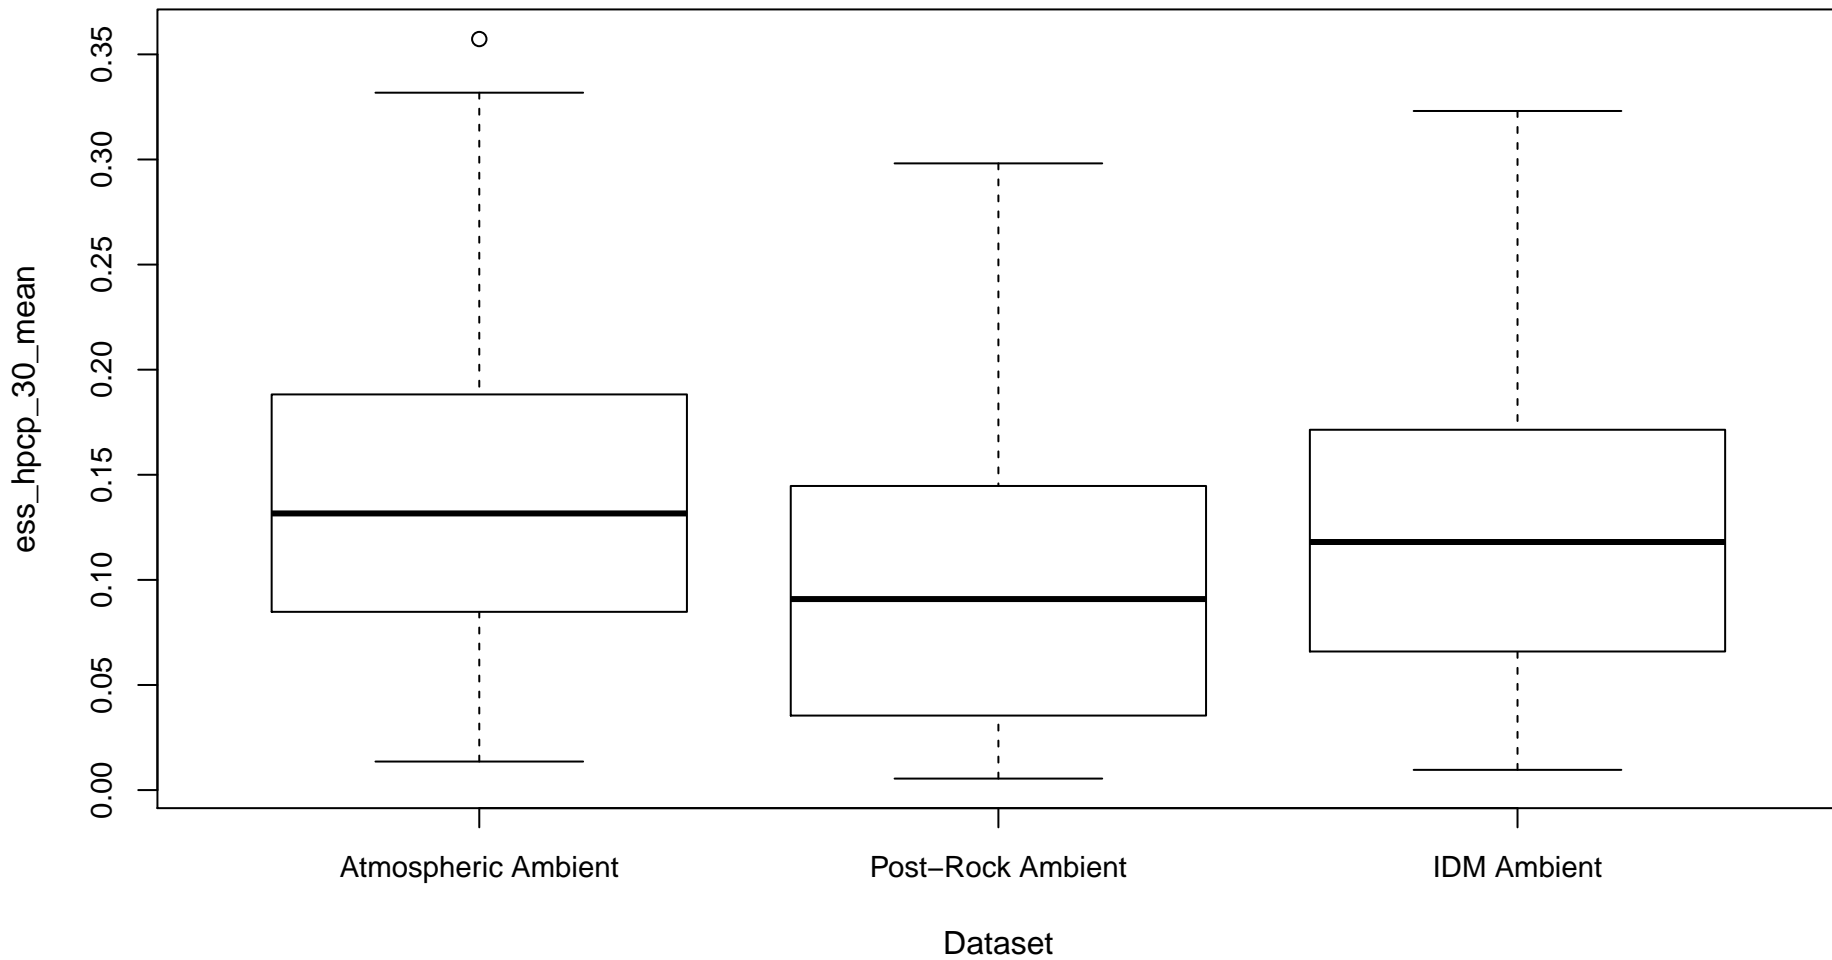 ess_hpcp_30_mean
0.35
0.30
0.25
0.20
0.15
0.10
0.05
0.00
Atmospheric Ambient
Post−Rock Ambient
IDM Ambient
Dataset